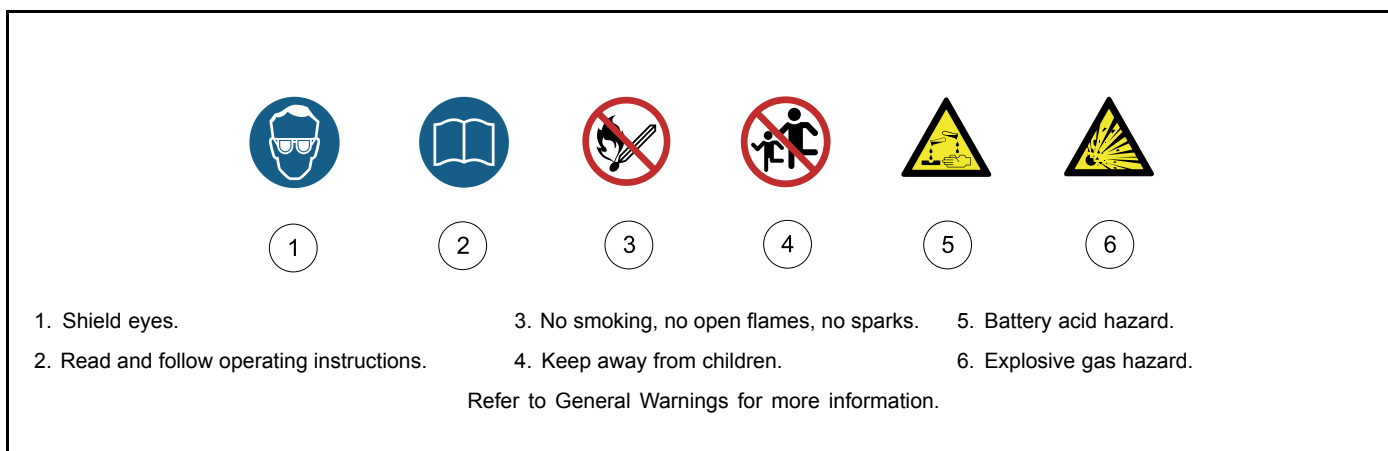 1 2 3 4 5 6
1. Shield eyes. 3. No smoking, no open flames, no sparks. 5. Battery acid hazard.
2. Read and follow operating instructions. 4. Keep away from children. 6. Explosive gas hazard.
Refer to General Warnings for more information.